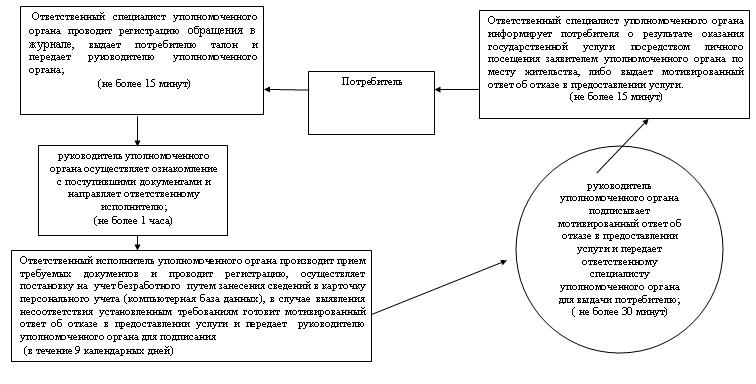 Ответственный специалист уполномоченного
органа проводит регистрацию обращения в
журнале, выдает потребителю талон и
передает руководителю уполномоченного
органа;
(не более 15 минут)
Потребитель
Ответственный специалист уполномоченного органа
информирует потребителя о результате оказания
государственной услуги посредством личного
посещения заявителем уполномоченного органа по
месту жительства, либо выдает мотивированный
ответ об отказе в предоставлении услуги.
(не более 15 минут)
руководитель уполномоченного
органа осуществляет ознакомление
с поступившими документами и
направляет ответственному
исполнителю;
(не более 1 часа)
Ответственный исполнитель уполномоченного органа производит прием
требуемых документов и проводит регистрацию, осуществляет
постановку на учет безработного путем занесения сведений в карточку
персонального учета (компьютерная база данных), в случае выявления
несоответствия установленным требованиям готовит мотивированный
ответ об отказе в предоставлении услуги и передает руководителю
уполномоченного органа для подписания
(в течение 9 календарных дней)
руководитель
уполномоченного органа
подписывает
мотивированный ответ об
отказе в предоставлении
услуги и передает
ответственному
специалисту
уполномоченного органа
для выдачи потребителю;
( не более 30 минут)